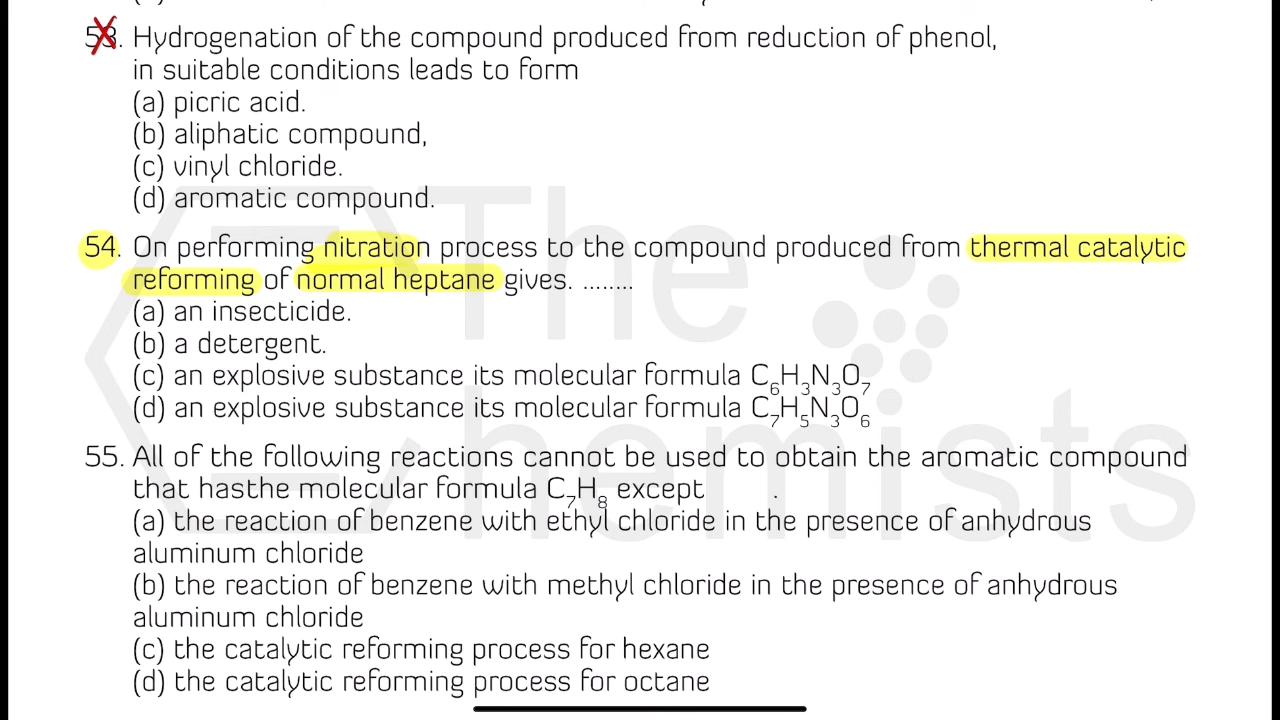 53. Hydrogenation of the compound produced from reduction of phenol,
in suitable conditions leads to form
(a) picric acid.
(b) aliphatic compound,
(c) vinyl chloride.
(d) aromatic compound.
54. On performing nitration process to the compound produced from thermal catalytic
reforming of normal heptane gives. ........
(a) an insecticide.
(b) a detergent.
(c) an explosive substance its molecular formula C₆H₃N₃O₇
(d) an explosive substance its molecular formula C₇H₅N₃O₆
55. All of the following reactions cannot be used to obtain the aromatic compound
that hasthe molecular formula C₇H₈ except .
(a) the reaction of benzene with ethyl chloride in the presence of anhydrous
aluminum chloride
(b) the reaction of benzene with methyl chloride in the presence of anhydrous
aluminum chloride
(c) the catalytic reforming process for hexane
(d) the catalytic reforming process for octane
The
Chemists